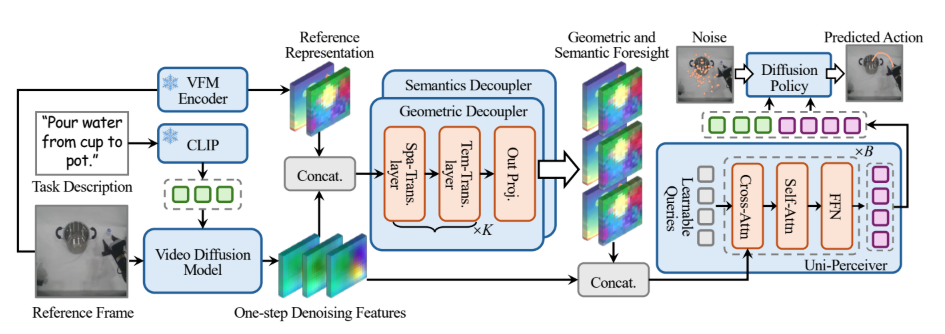 Reference
Representation
Geometric and
Semantic Foresight
Noise
Predicted Action
VFM
Encoder
Semantics Decoupler
Geometric Decoupler
Diffusion
Policy
"Pour water
from cup to
pot."
Task Description
CLIP
Concat.
Spa-Trans.
layer
Tem-Trans.
layer
Out Proj.
×K
×B
Learnable
Queries
Cross-Attn
Self-Attn
FFN
Uni-Perceiver
Video Diffusion
Model
Concat.
Reference Frame
One-step Denoising Features